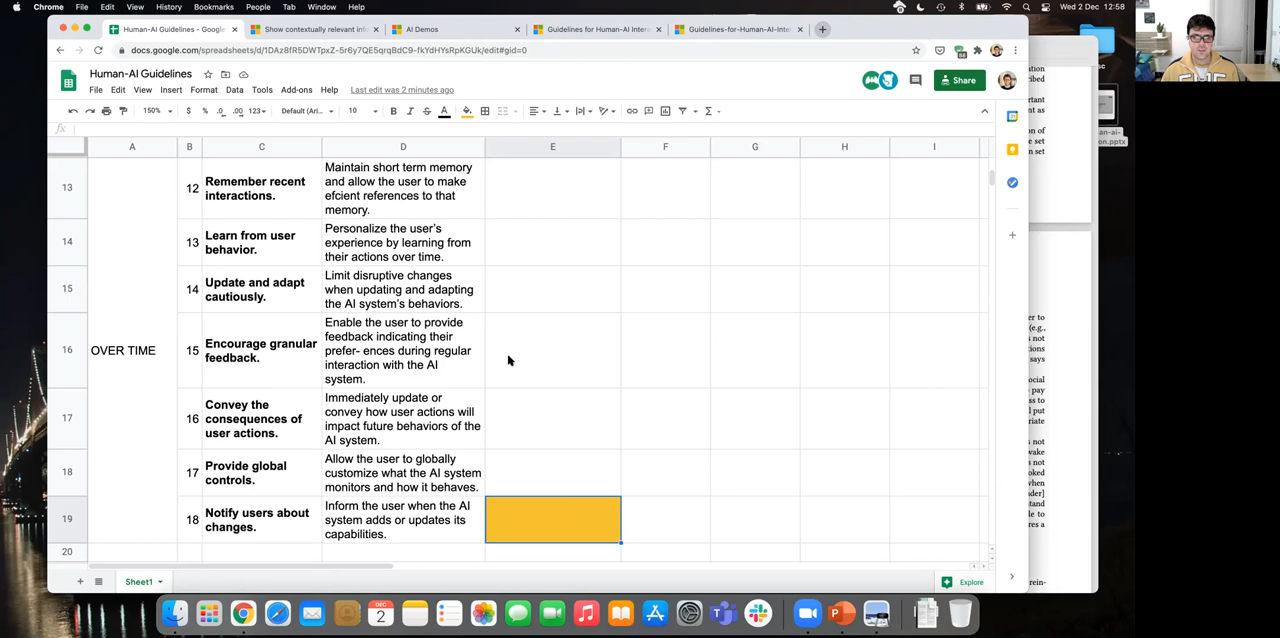 Chrome File Edit View History Bookmarks People Tab Window Help
Wed 2 Dec 12:58
Human-AI Guidelines - Google
Show contextually relevant inf
AI Demos
Guidelines for Human-AI Intera
Guidelines-for-Human-AI-Inte
docs.google.com/spreadsheets/d/1DAz8fR5DWTpxZ-5r6y7QE5qrqBdC9-fkYdHYsRpKGUk/edit#gid=0
Human-AI Guidelines
File Edit View Insert Format Data Tools Add-ons Help Last edit was 2 minutes ago
Share
150% $ % .0 .00 123 Default (Ari... 10 B I S A
fx
A B C D E F G H I
13
12
Remember recent
interactions.
Maintain short term memory
and allow the user to make
efcient references to that
memory.
14
13
Learn from user
behavior.
Personalize the user's
experience by learning from
their actions over time.
15
14
Update and adapt
cautiously.
Limit disruptive changes
when updating and adapting
the AI system's behaviors.
16
OVER TIME
15
Encourage granular
feedback.
Enable the user to provide
feedback indicating their
prefer- ences during regular
interaction with the AI
system.
17
16
Convey the
consequences of
user actions.
Immediately update or
convey how user actions will
impact future behaviors of the
AI system.
18
17
Provide global
controls.
Allow the user to globally
customize what the AI system
monitors and how it behaves.
19
18
Notify users about
changes.
Inform the user when the AI
system adds or updates its
capabilities.
20
Sheet1
Explore
DEC
2